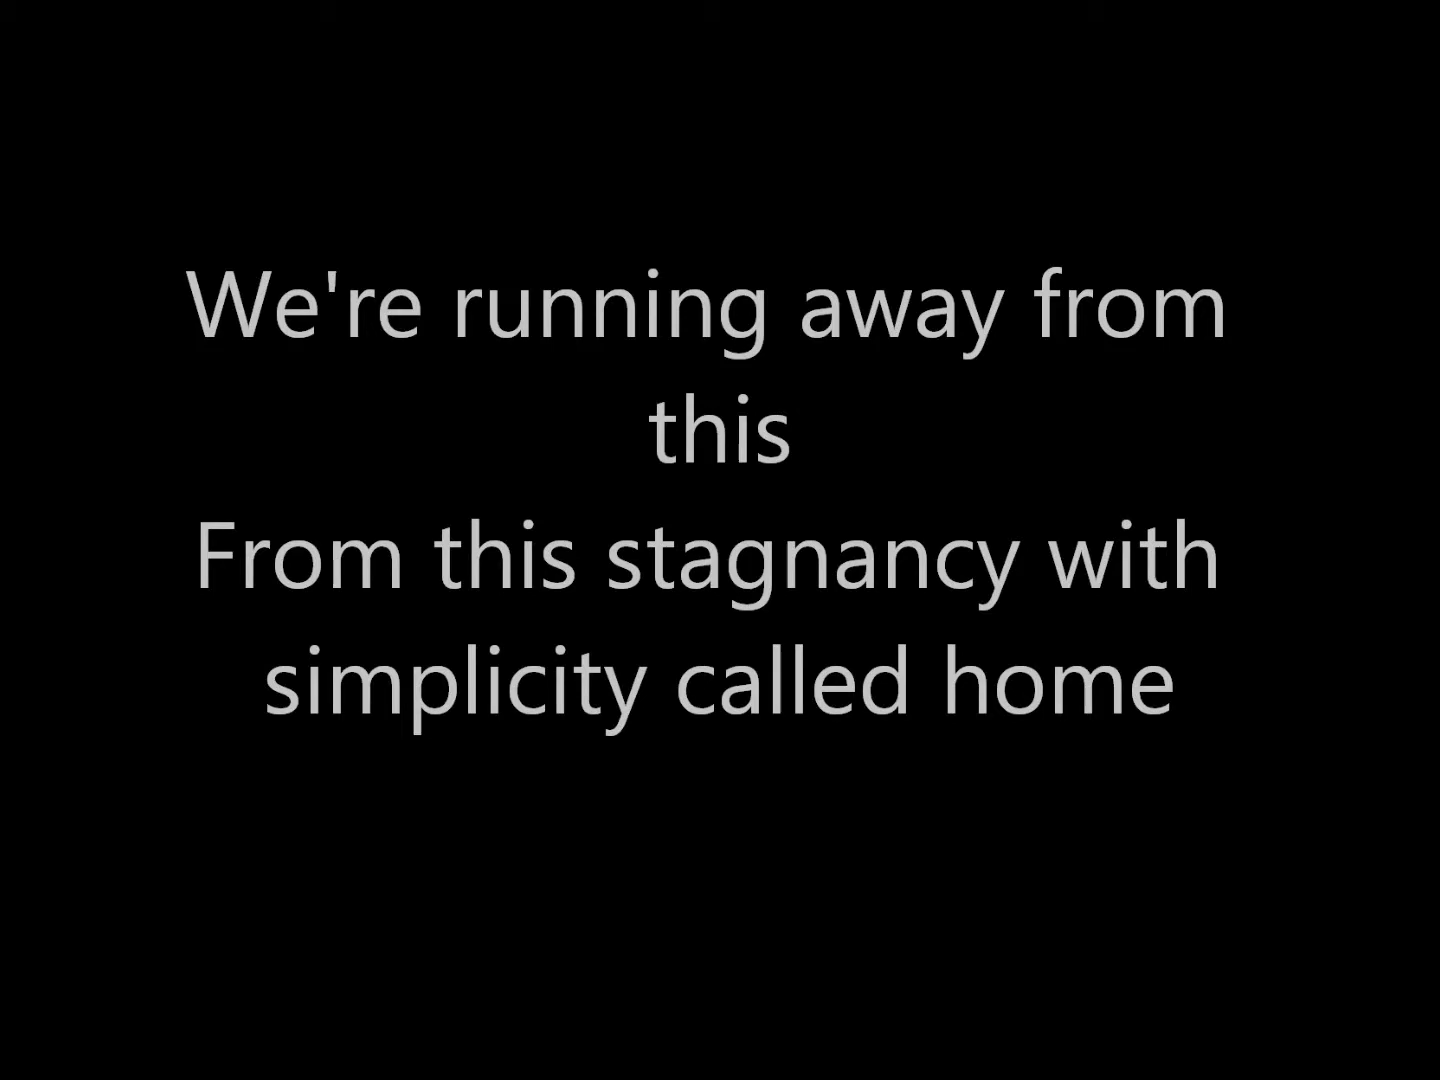 We're running away from
this
From this stagnancy with
simplicity called home